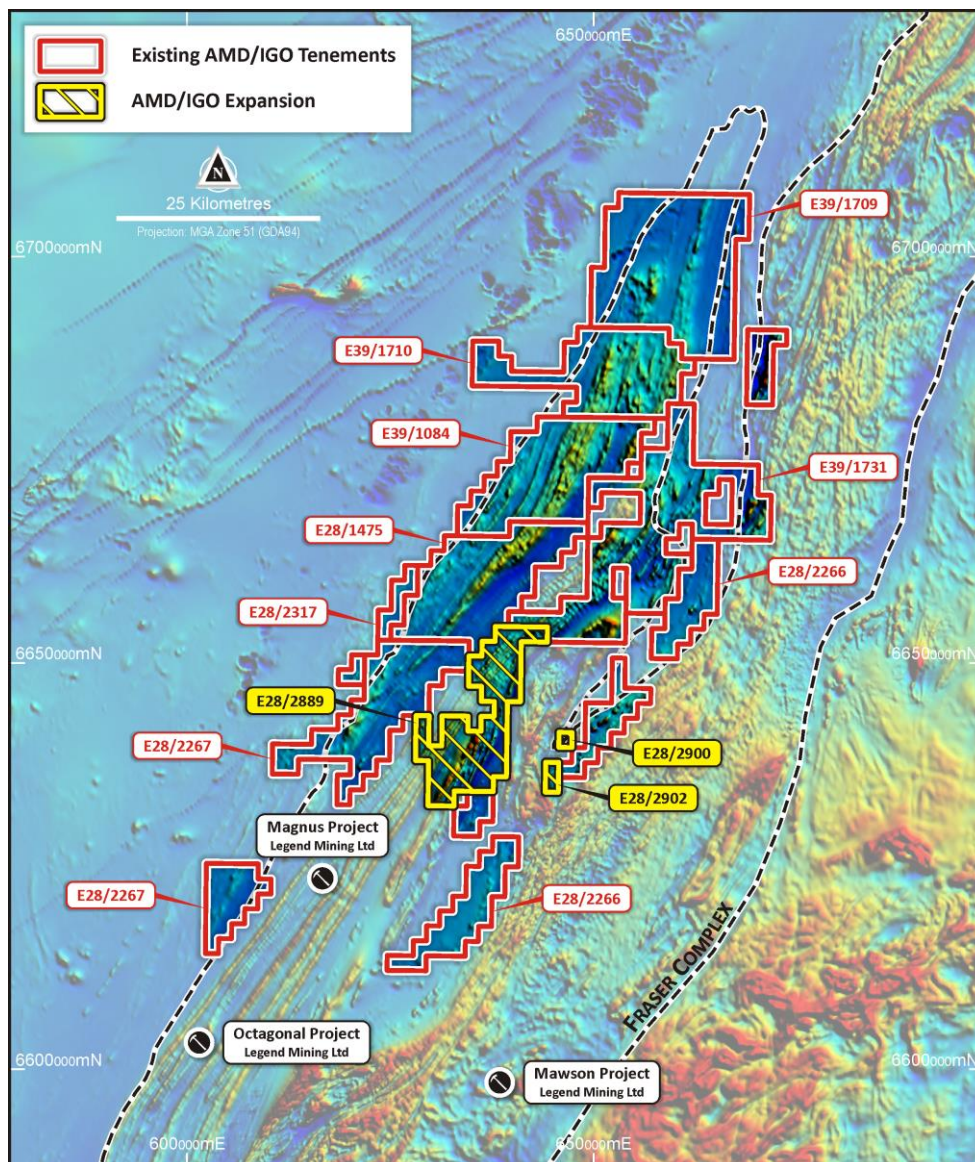 Existing AMD/IGO Tenements
AMD/IGO Expansion
650000mE
N
25 Kilometres
Projection: MGA Zone 51 (GDA94)
E39/1709
6700000mN
6700000mN
E39/1710
E39/1084
E39/1731
E28/1475
E28/2266
E28/2317
6650000mN
6650000mN
E28/2889
E28/2267
E28/2900
E28/2902
Magnus Project
Legend Mining Ltd
E28/2267
E28/2266
FRASER COMPLEX
Octagonal Project
Legend Mining Ltd
6600000mN
6600000mN
Mawson Project
Legend Mining Ltd
600000mE
650000mE